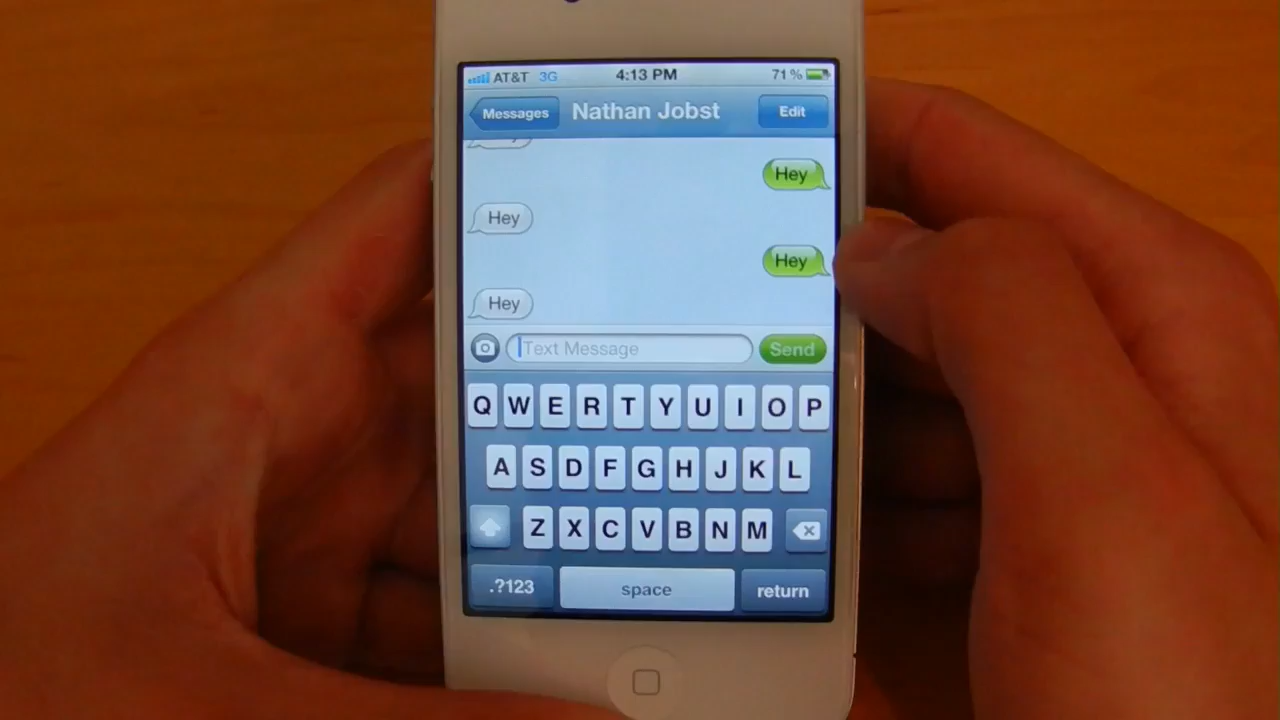 AT&T 3G 4:13 PM 71%
Messages Nathan Jobst Edit
Hey
Hey
Hey
Hey
Text Message Send
Q W E R T Y U I O P
A S D F G H J K L
Z X C V B N M
.?123 space return